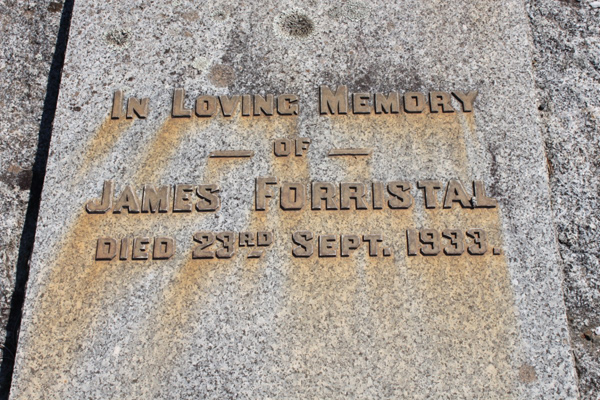 In Loving Memory
— of —
James Forristal
Died 23rd Sept. 1933.